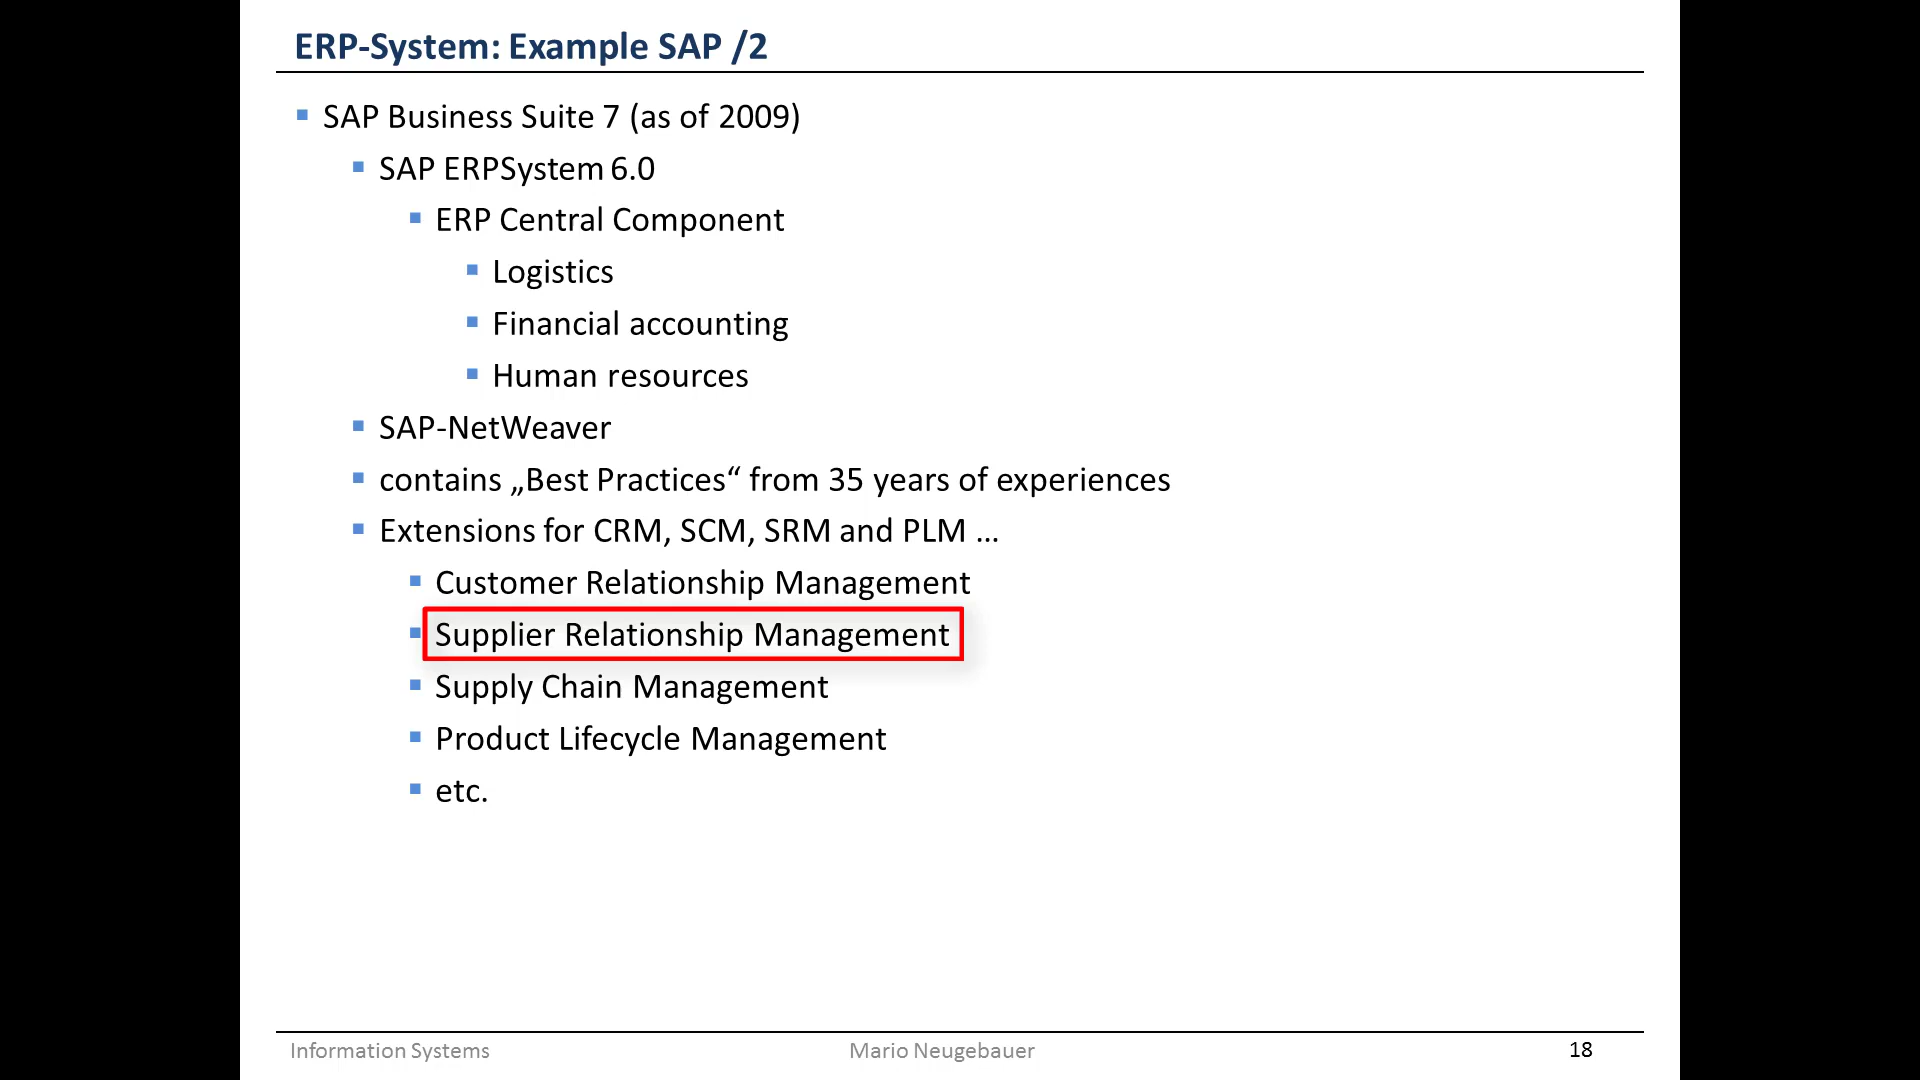 ERP-System: Example SAP /2
SAP Business Suite 7 (as of 2009)
SAP ERPSystem 6.0
ERP Central Component
Logistics
Financial accounting
Human resources
SAP-NetWeaver
contains „Best Practices“ from 35 years of experiences
Extensions for CRM, SCM, SRM and PLM …
Customer Relationship Management
Supplier Relationship Management
Supply Chain Management
Product Lifecycle Management
etc.
Information Systems
Mario Neugebauer
18